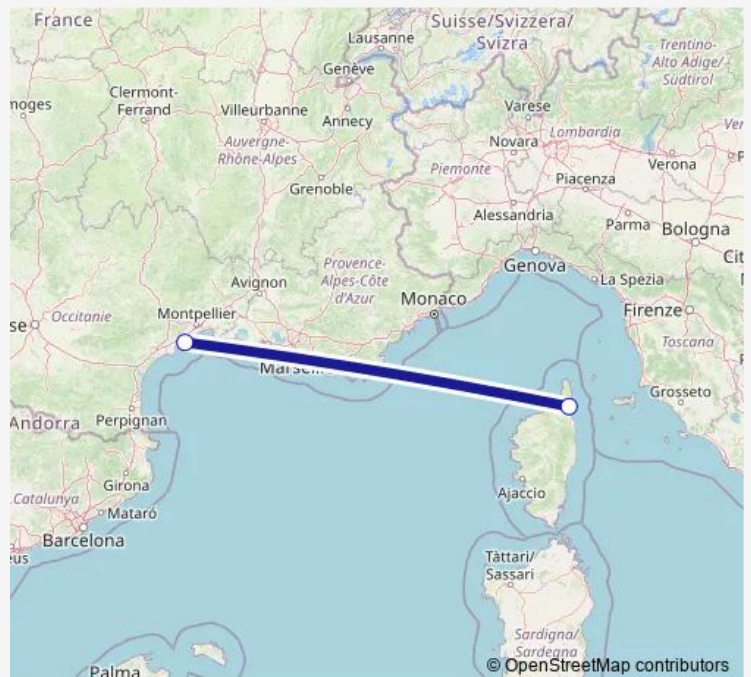 France
Suisse/Svizzera/
Svizra
Lausanne
Genève
Trentino-
Alto Adige/
Südtirol
moges
Clermont-
Ferrand
Villeurbanne
Annecy
Varese
Novara
Lombardia
Auvergne-
Rhône-Alpes
Grenoble
Piemonte
Verona
Piacenza
Alessandria
Parma
Bologna
Genova
La Spezia
Provence-
Alpes-Côte
d'Azur
Avignon
Monaco
Montpellier
Occitanie
Firenze
Toscana
Grosseto
Andorra
Perpignan
Girona
Catalunya
Mataró
Barcelona
Ajaccio
Tàttari/
Sassari
Sardigna/
Sardegna
Palma
© OpenStreetMap contributors